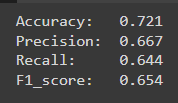 Accuracy: 0.721
Precision: 0.667
Recall: 0.644
F1_score: 0.654